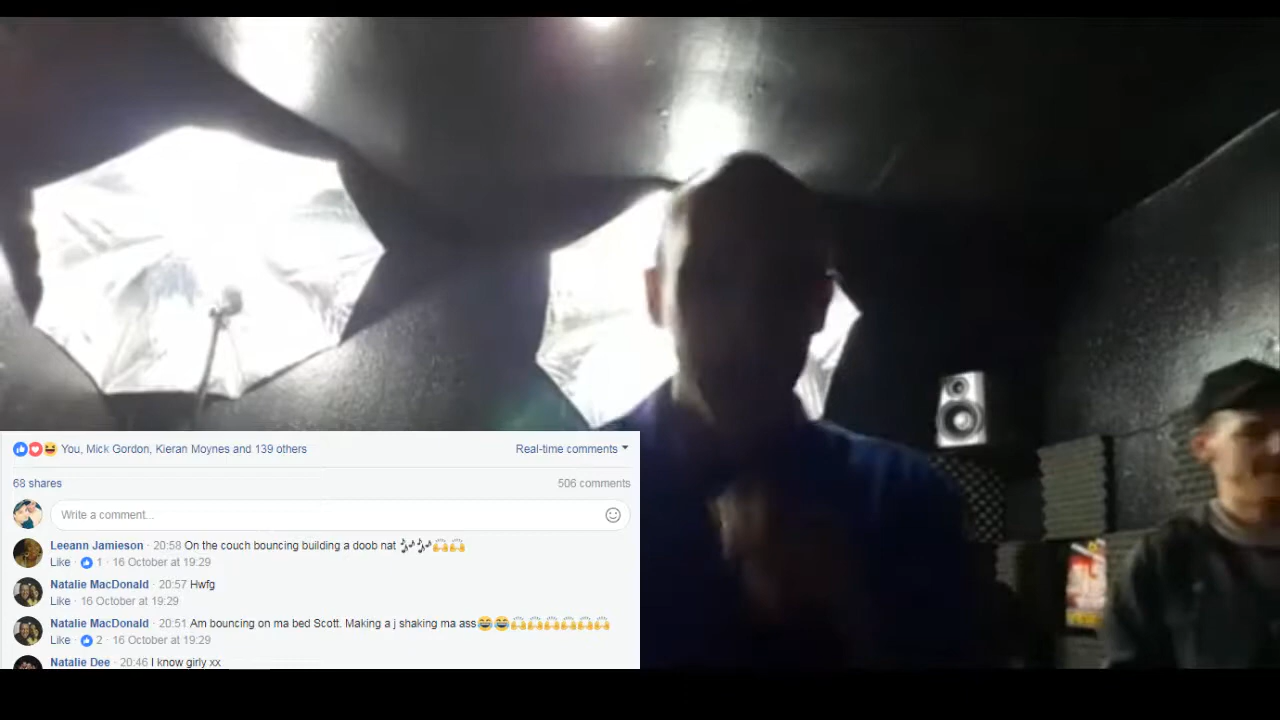 You, Mick Gordon, Kieran Moynes and 139 others
Real-time comments
68 shares
506 comments
Write a comment...
Leeann Jamieson · 20:58 On the couch bouncing building a doob nat 🎶🎶🙌🙌
Like · 1 · 16 October at 19:29
Natalie MacDonald · 20:57 Hwfg
Like · 16 October at 19:29
Natalie MacDonald · 20:51 Am bouncing on ma bed Scott. Making a j shaking ma ass😂😂🙌🙌🙌🙌🙌🙌
Like · 2 · 16 October at 19:29
Natalie Dee · 20:46 I know girly xx